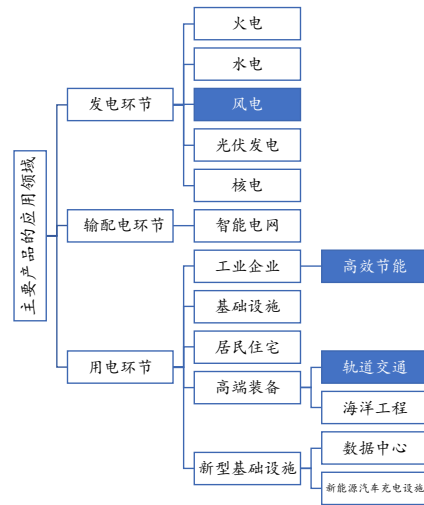 主要产品的应用领域
发电环节
火电
水电
风电
光伏发电
核电
输配电环节
智能电网
用电环节
工业企业
高效节能
基础设施
居民住宅
高端装备
轨道交通
海洋工程
新型基础设施
数据中心
新能源汽车充电设施